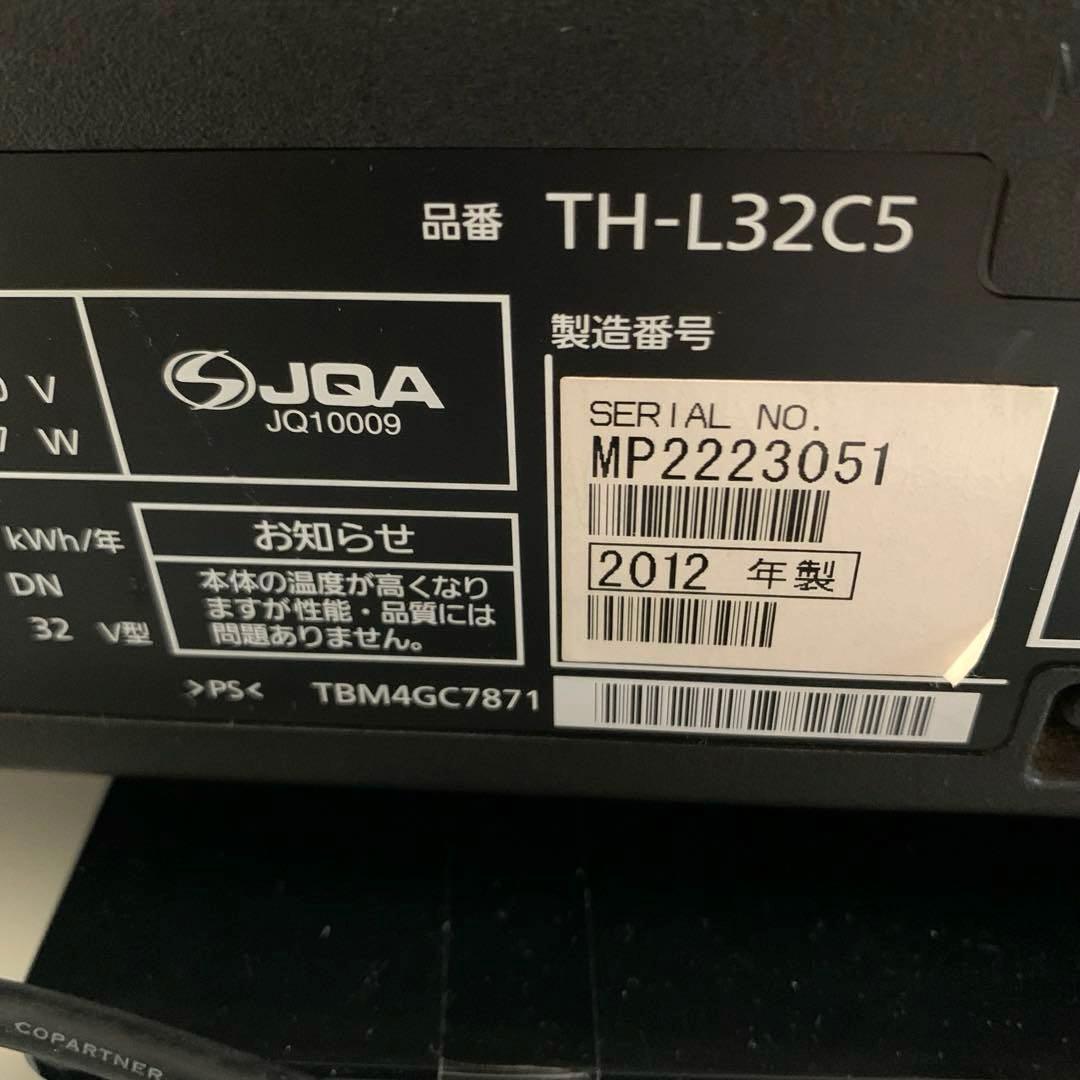 品番 TH-L32C5
製造番号
JQA
JQ10009
V
W
SERIAL NO.
MP2223051
2012 年製
kWh/年
DN
32 V型
お知らせ
本体の温度が高くなり
ますが性能・品質には
問題ありません。
>PS< TBM4GC7871
COPARTNER